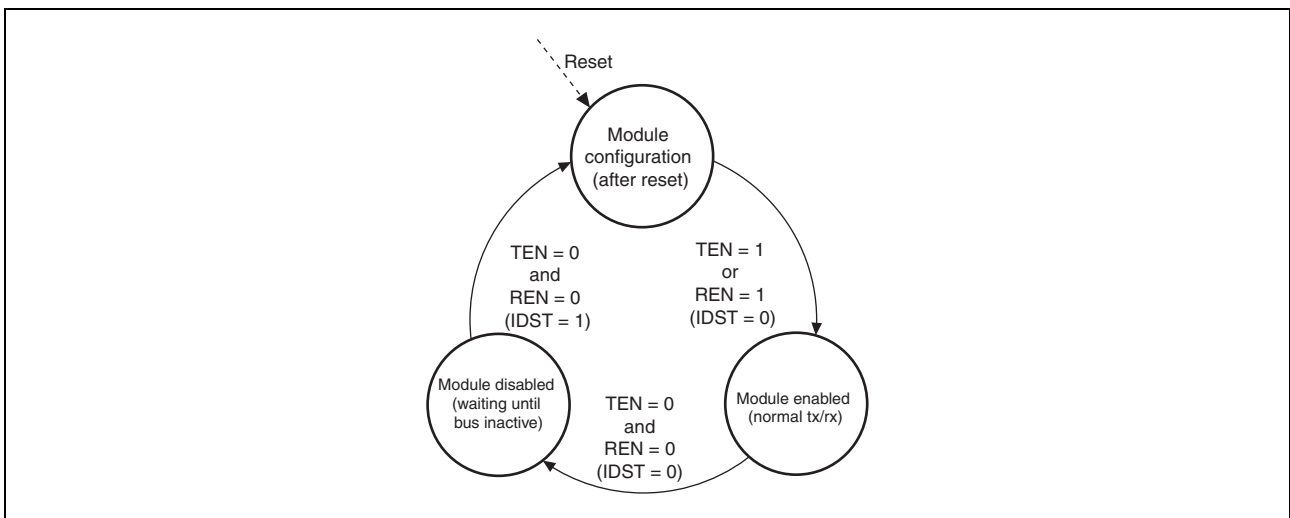 Reset
Module
configuration
(after reset)
TEN = 0
and
REN = 0
(IDST = 1)
TEN = 1
or
REN = 1
(IDST = 0)
Module disabled
(waiting until
bus inactive)
TEN = 0
and
REN = 0
(IDST = 0)
Module enabled
(normal tx/rx)